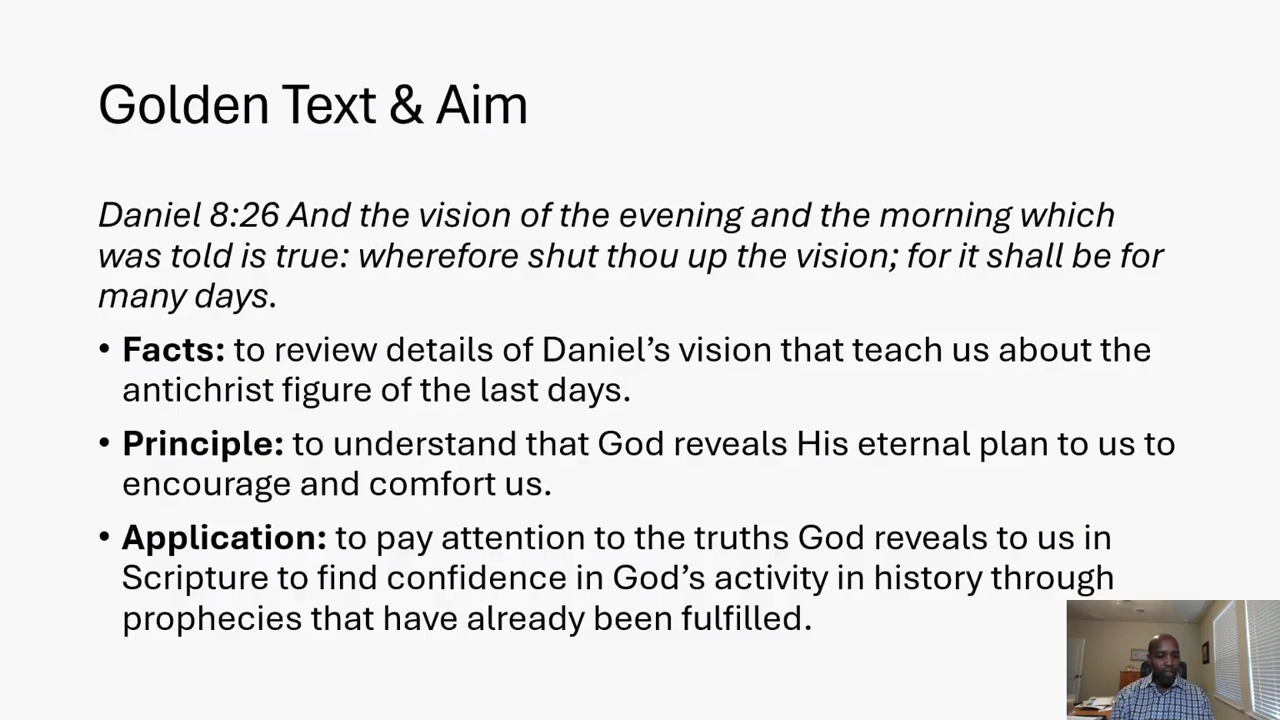 Golden Text & Aim
Daniel 8:26 And the vision of the evening and the morning which
was told is true: wherefore shut thou up the vision; for it shall be for
many days.
• Facts: to review details of Daniel’s vision that teach us about the
antichrist figure of the last days.
• Principle: to understand that God reveals His eternal plan to us to
encourage and comfort us.
• Application: to pay attention to the truths God reveals to us in
Scripture to find confidence in God’s activity in history through
prophecies that have already been fulfilled.